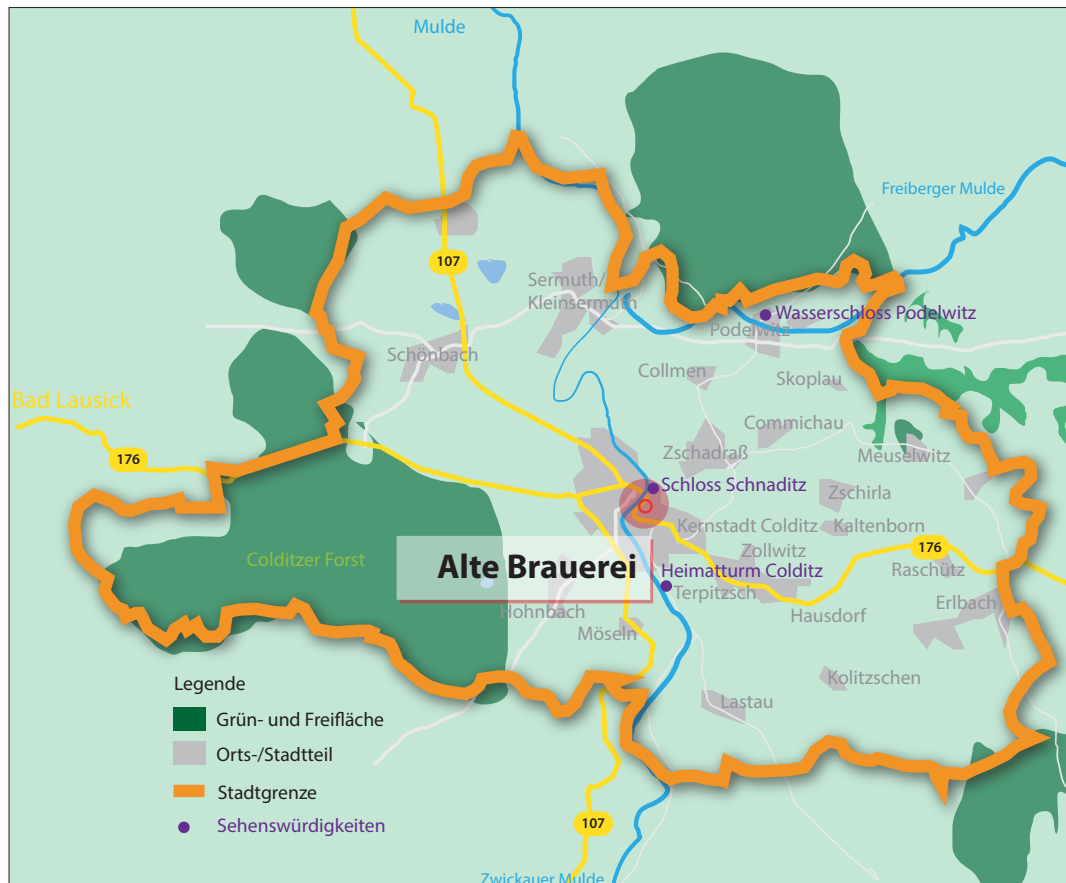 Mulde
Freiberger Mulde
107
Sermuth/
Kleinsermuth
Wasserschloss Podelwitz
Podelwitz
Schönbach
Collmen
Skoplau
Bad Lausick
Commichau
176
Zschadraß
Meuselwitz
Schloss Schnaditz
Zschirla
Kernstadt Colditz
Kaltenborn
Colditzer Forst
Alte Brauerei
Zollwitz
176
Heimatturm Colditz
Raschütz
Terpitzsch
Hohnbach
Hausdorf
Erlbach
Möseln
Kolitzschen
Lastau
Legende
Grün- und Freifläche
Orts-/Stadtteil
Stadtgrenze
Sehenswürdigkeiten
107
Zwickauer Mulde